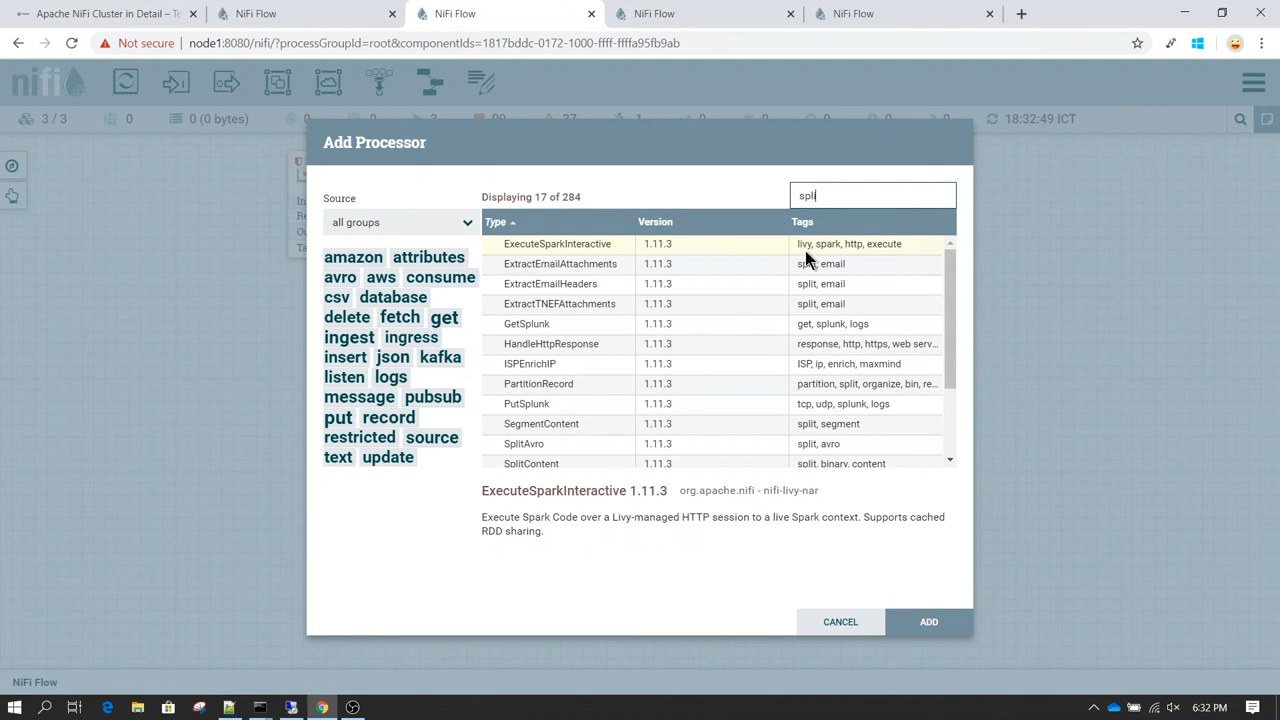 Apache NiFi Cluster in Detail – Te
NiFi Flow
NiFi Flow
NiFi Flow
NiFi Flow
Not secure
node1:8080/nifi/?processGroupId=root&componentIds=1817bddc-0172-1000-ffff-ffffa95fb9ab
nifi
3 / 3
0
0 (0 bytes)
18:32:49 ICT
Add Processor
Source
Displaying 17 of 284
spli
all groups
Type
Version
Tags
amazon attributes
avro aws consume
csv database
delete fetch get
ingest ingress
insert json kafka
listen logs
message pubsub
put record
restricted source
text update
ExecuteSparkInteractive 1.11.3 livy, spark, http, execute
ExtractEmailAttachments 1.11.3 split, email
ExtractEmailHeaders 1.11.3 split, email
ExtractTNEFAttachments 1.11.3 split, email
GetSplunk 1.11.3 get, splunk, logs
HandleHttpResponse 1.11.3 response, http, https, web serv...
ISPEnrichIP 1.11.3 ISP, ip, enrich, maxmind
PartitionRecord 1.11.3 partition, split, organize, bin, re...
PutSplunk 1.11.3 tcp, udp, splunk, logs
SegmentContent 1.11.3 split, segment
SplitAvro 1.11.3 split, avro
SplitContent 1.11.3 split, binary, content
ExecuteSparkInteractive 1.11.3 org.apache.nifi - nifi-livy-nar
Execute Spark Code over a Livy-managed HTTP session to a live Spark context. Supports cached
RDD sharing.
CANCEL
ADD
NiFi Flow
6:32 PM